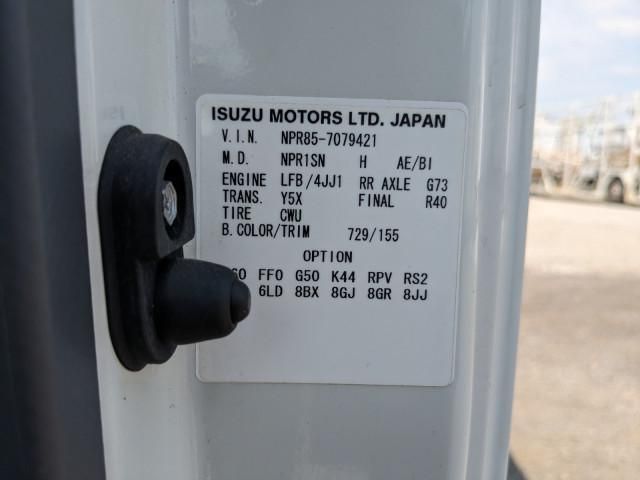 ISUZU MOTORS LTD. JAPAN
V.I.N. NPR85-7079421
M.D. NPR1SN H AE/BI
ENGINE LFB/4JJ1 RR AXLE G73
TRANS. Y5X FINAL R40
TIRE CWU
B.COLOR/TRIM 729/155
OPTION
FF0 G50 K44 RPV RS2
6LD 8BX 8GJ 8GR 8JJ